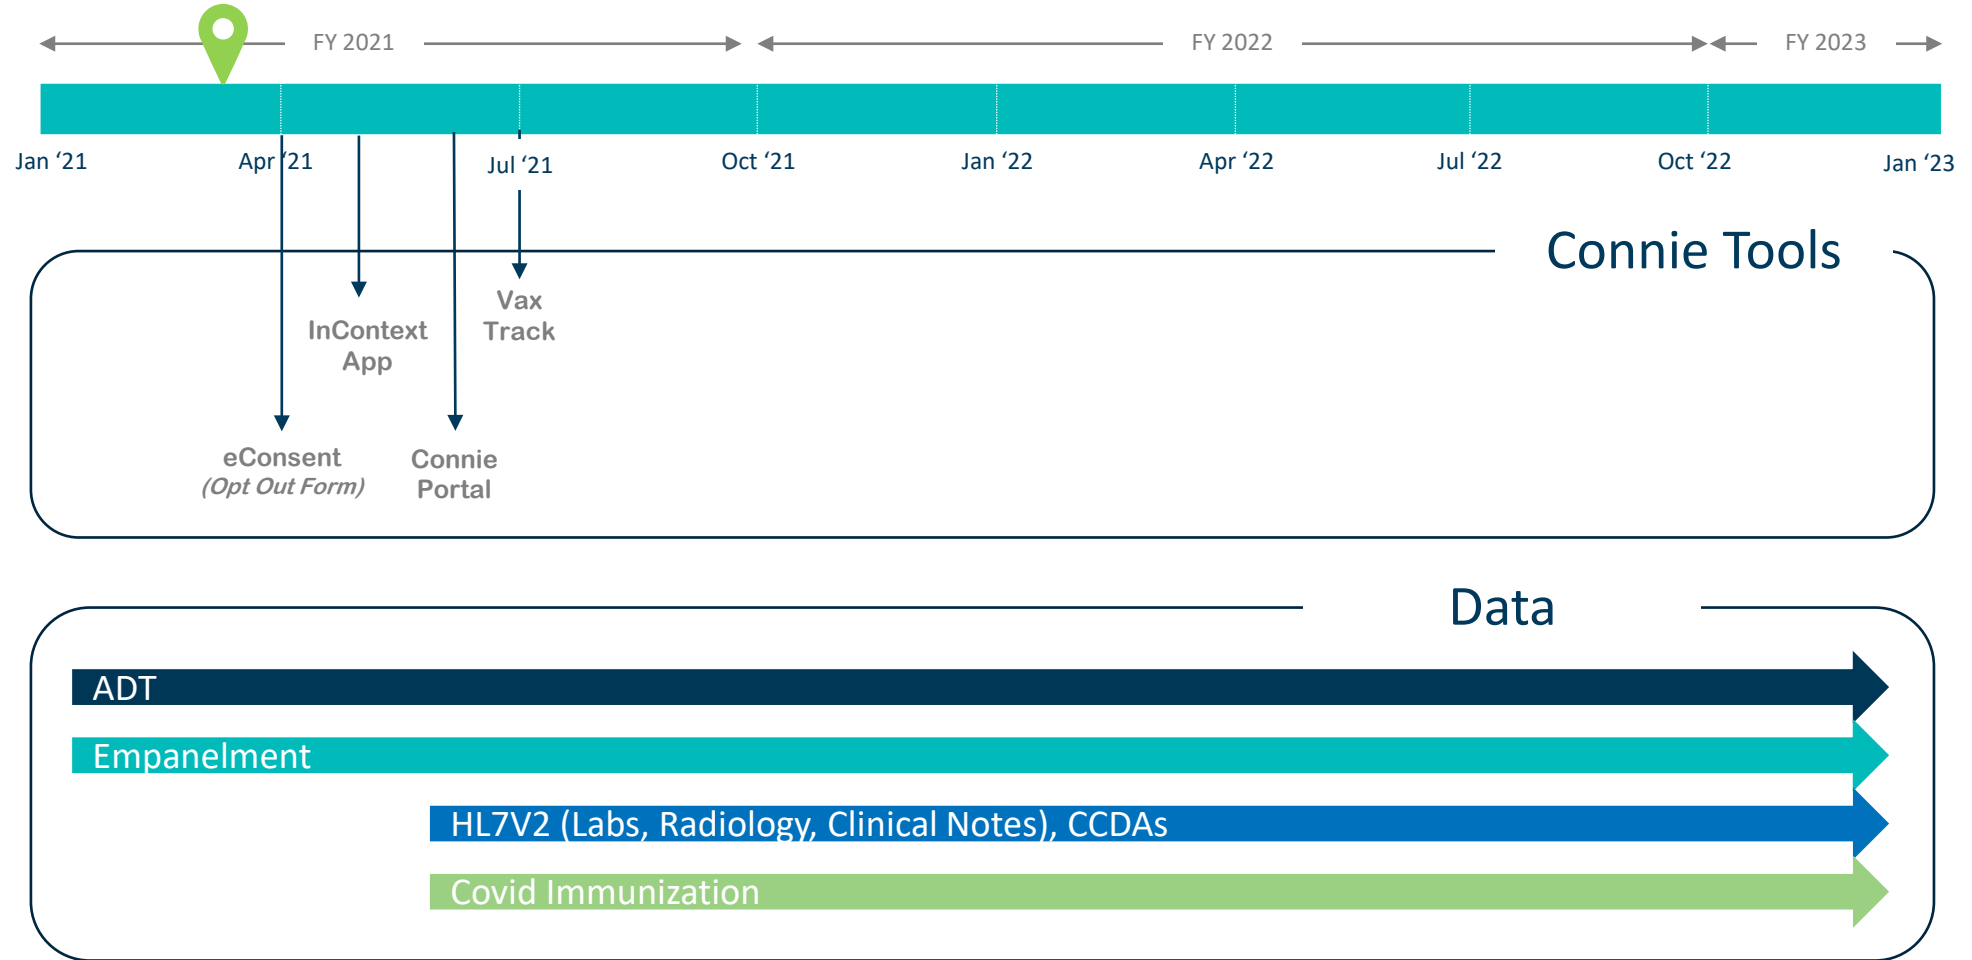 FY 2021
FY 2022
FY 2023
Jan ‘21
Apr ‘21
Jul ‘21
Oct ‘21
Jan ‘22
Apr ‘22
Jul ‘22
Oct ‘22
Jan ‘23
Connie Tools
Vax
Track
InContext
App
eConsent
(Opt Out Form)
Connie
Portal
Data
ADT
Empanelment
HL7V2 (Labs, Radiology, Clinical Notes), CCDAs
Covid Immunization